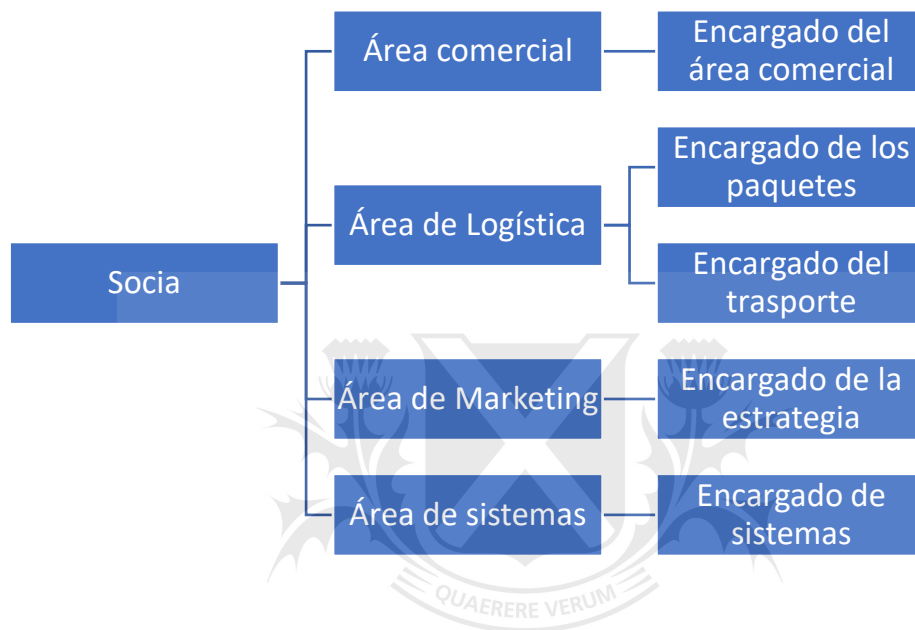 Socia
Área comercial
Encargado del
área comercial
Área de Logística
Encargado de los
paquetes
Encargado del
trasporte
Área de Marketing
Encargado de la
estrategia
Área de sistemas
Encargado de
sistemas
QUAERERE VERUM